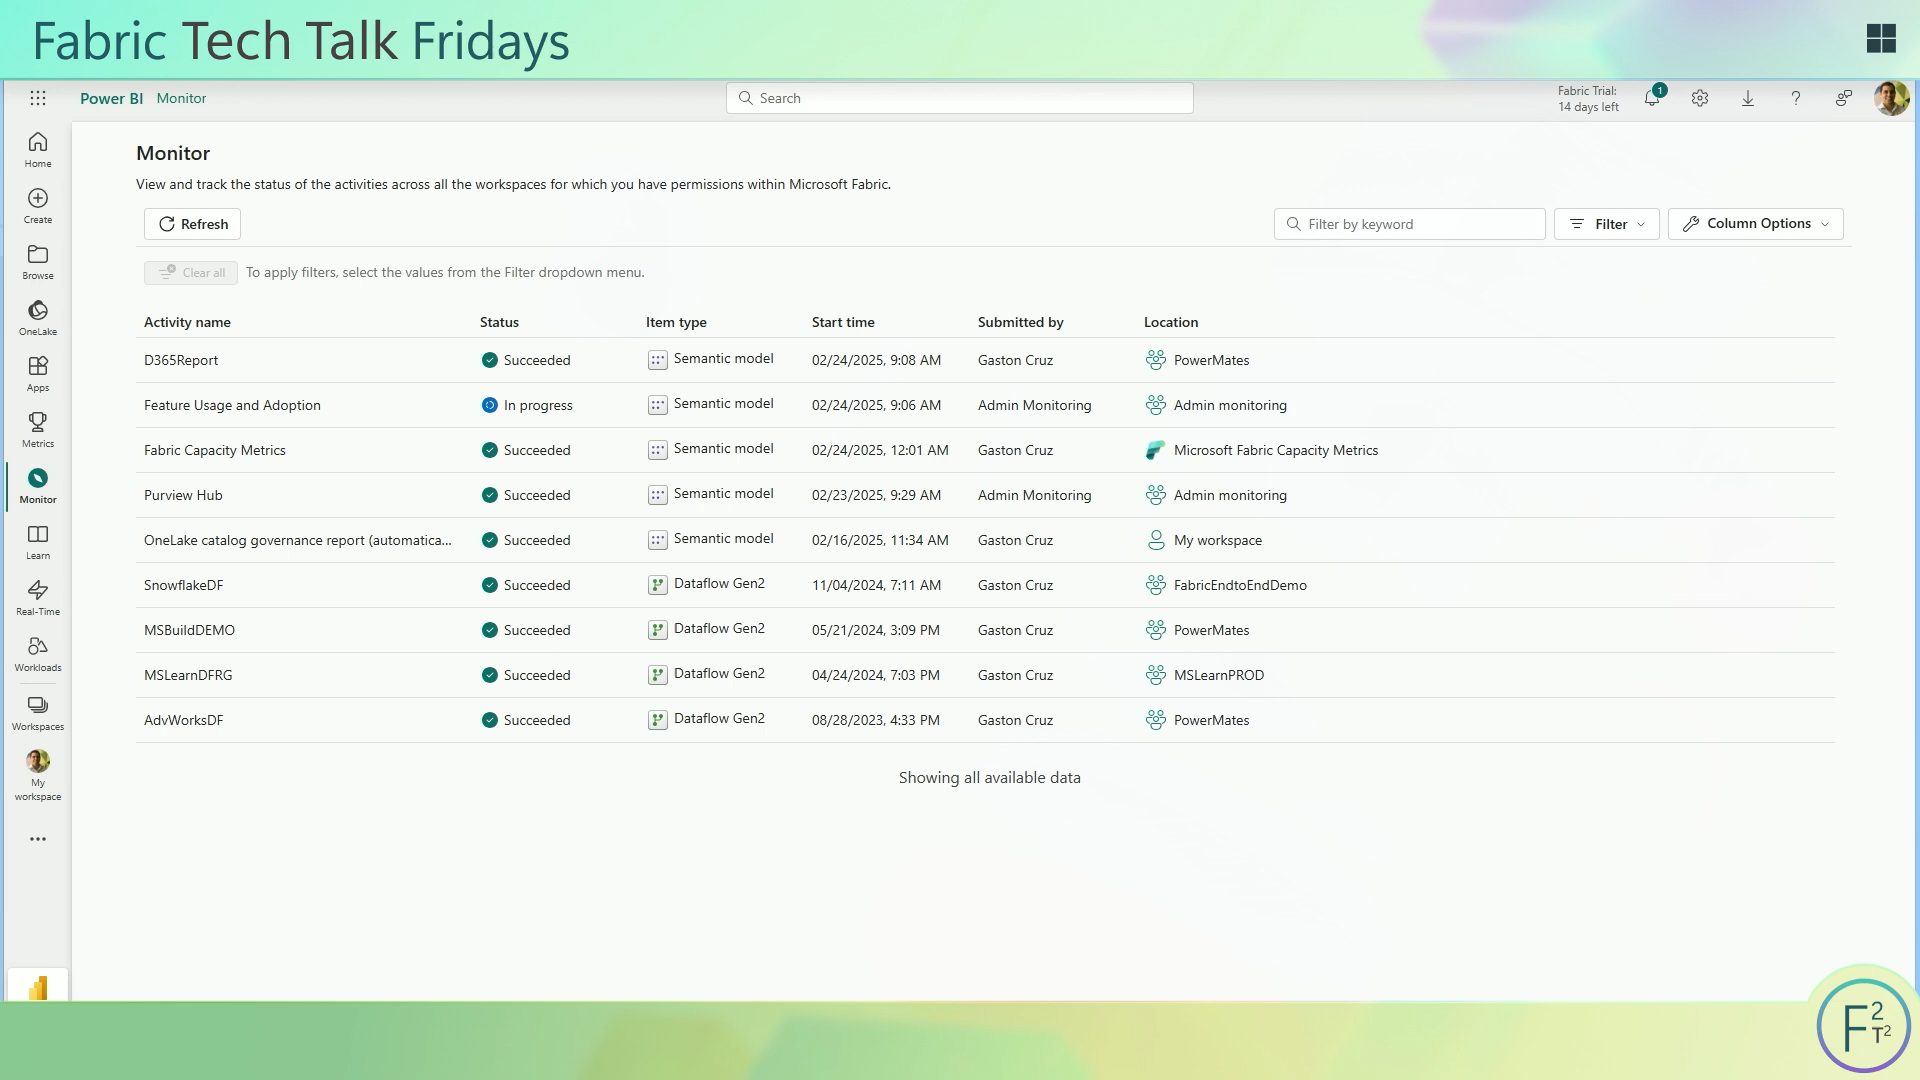 Fabric Tech Talk Fridays
Power BI Monitor
Search
Fabric Trial:
14 days left
1
Home
Create
Browse
OneLake
Apps
Metrics
Monitor
Learn
Real-Time
Workloads
Workspaces
My
workspace
Monitor
View and track the status of the activities across all the workspaces for which you have permissions within Microsoft Fabric.
Refresh
Filter by keyword
Filter
Column Options
Clear all
To apply filters, select the values from the Filter dropdown menu.
Activity name Status Item type Start time Submitted by Location
D365Report Succeeded Semantic model 02/24/2025, 9:08 AM Gaston Cruz PowerMates
Feature Usage and Adoption In progress Semantic model 02/24/2025, 9:06 AM Admin Monitoring Admin monitoring
Fabric Capacity Metrics Succeeded Semantic model 02/24/2025, 12:01 AM Gaston Cruz Microsoft Fabric Capacity Metrics
Purview Hub Succeeded Semantic model 02/23/2025, 9:29 AM Admin Monitoring Admin monitoring
OneLake catalog governance report (automatica... Succeeded Semantic model 02/16/2025, 11:34 AM Gaston Cruz My workspace
SnowflakeDF Succeeded Dataflow Gen2 11/04/2024, 7:11 AM Gaston Cruz FabricEndtoEndDemo
MSBuildDEMO Succeeded Dataflow Gen2 05/21/2024, 3:09 PM Gaston Cruz PowerMates
MSLearnDFRG Succeeded Dataflow Gen2 04/24/2024, 7:03 PM Gaston Cruz MSLearnPROD
AdvWorksDF Succeeded Dataflow Gen2 08/28/2023, 4:33 PM Gaston Cruz PowerMates
Showing all available data
F2 T2